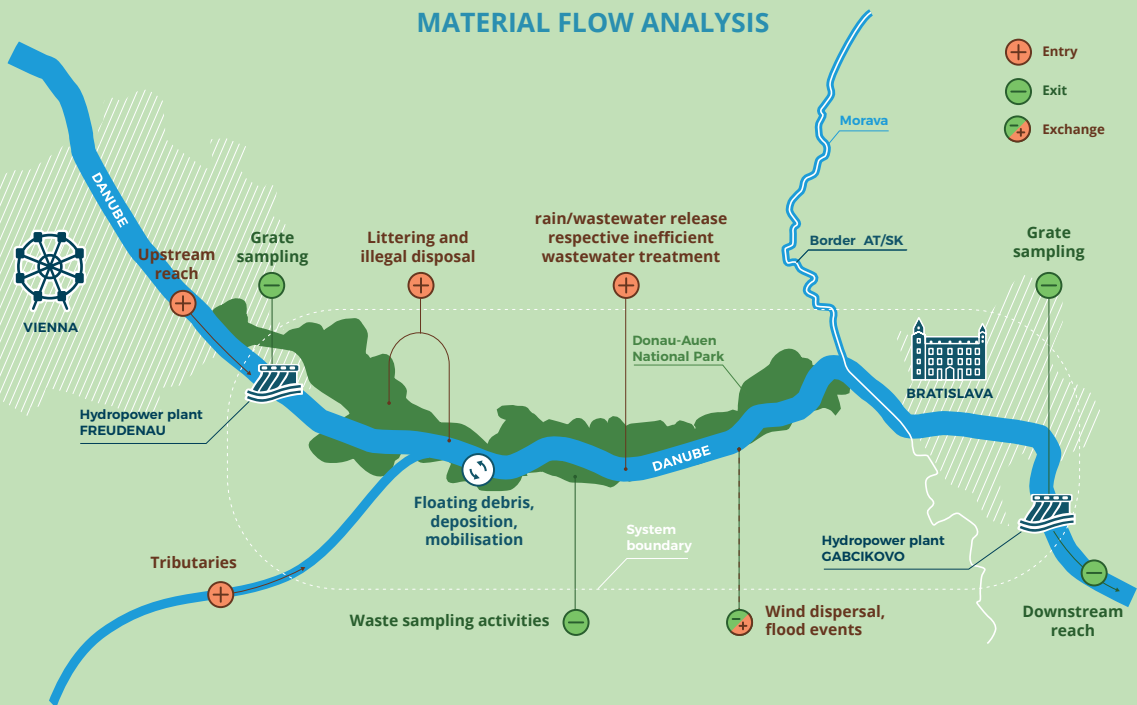 MATERIAL FLOW ANALYSIS
Entry
Exit
Exchange
Morava
DANUBE
Upstream
reach
Grate
sampling
Littering and
illegal disposal
rain/wastewater release
respective inefficient
wastewater treatment
Border AT/SK
Grate
sampling
VIENNA
Donau-Auen
National Park
BRATISLAVA
Hydropower plant
FREUDENAU
DANUBE
Floating debris,
deposition,
mobilisation
System
boundary
Hydropower plant
GABCIKOVO
Tributaries
Waste sampling activities
Wind dispersal,
flood events
Downstream
reach